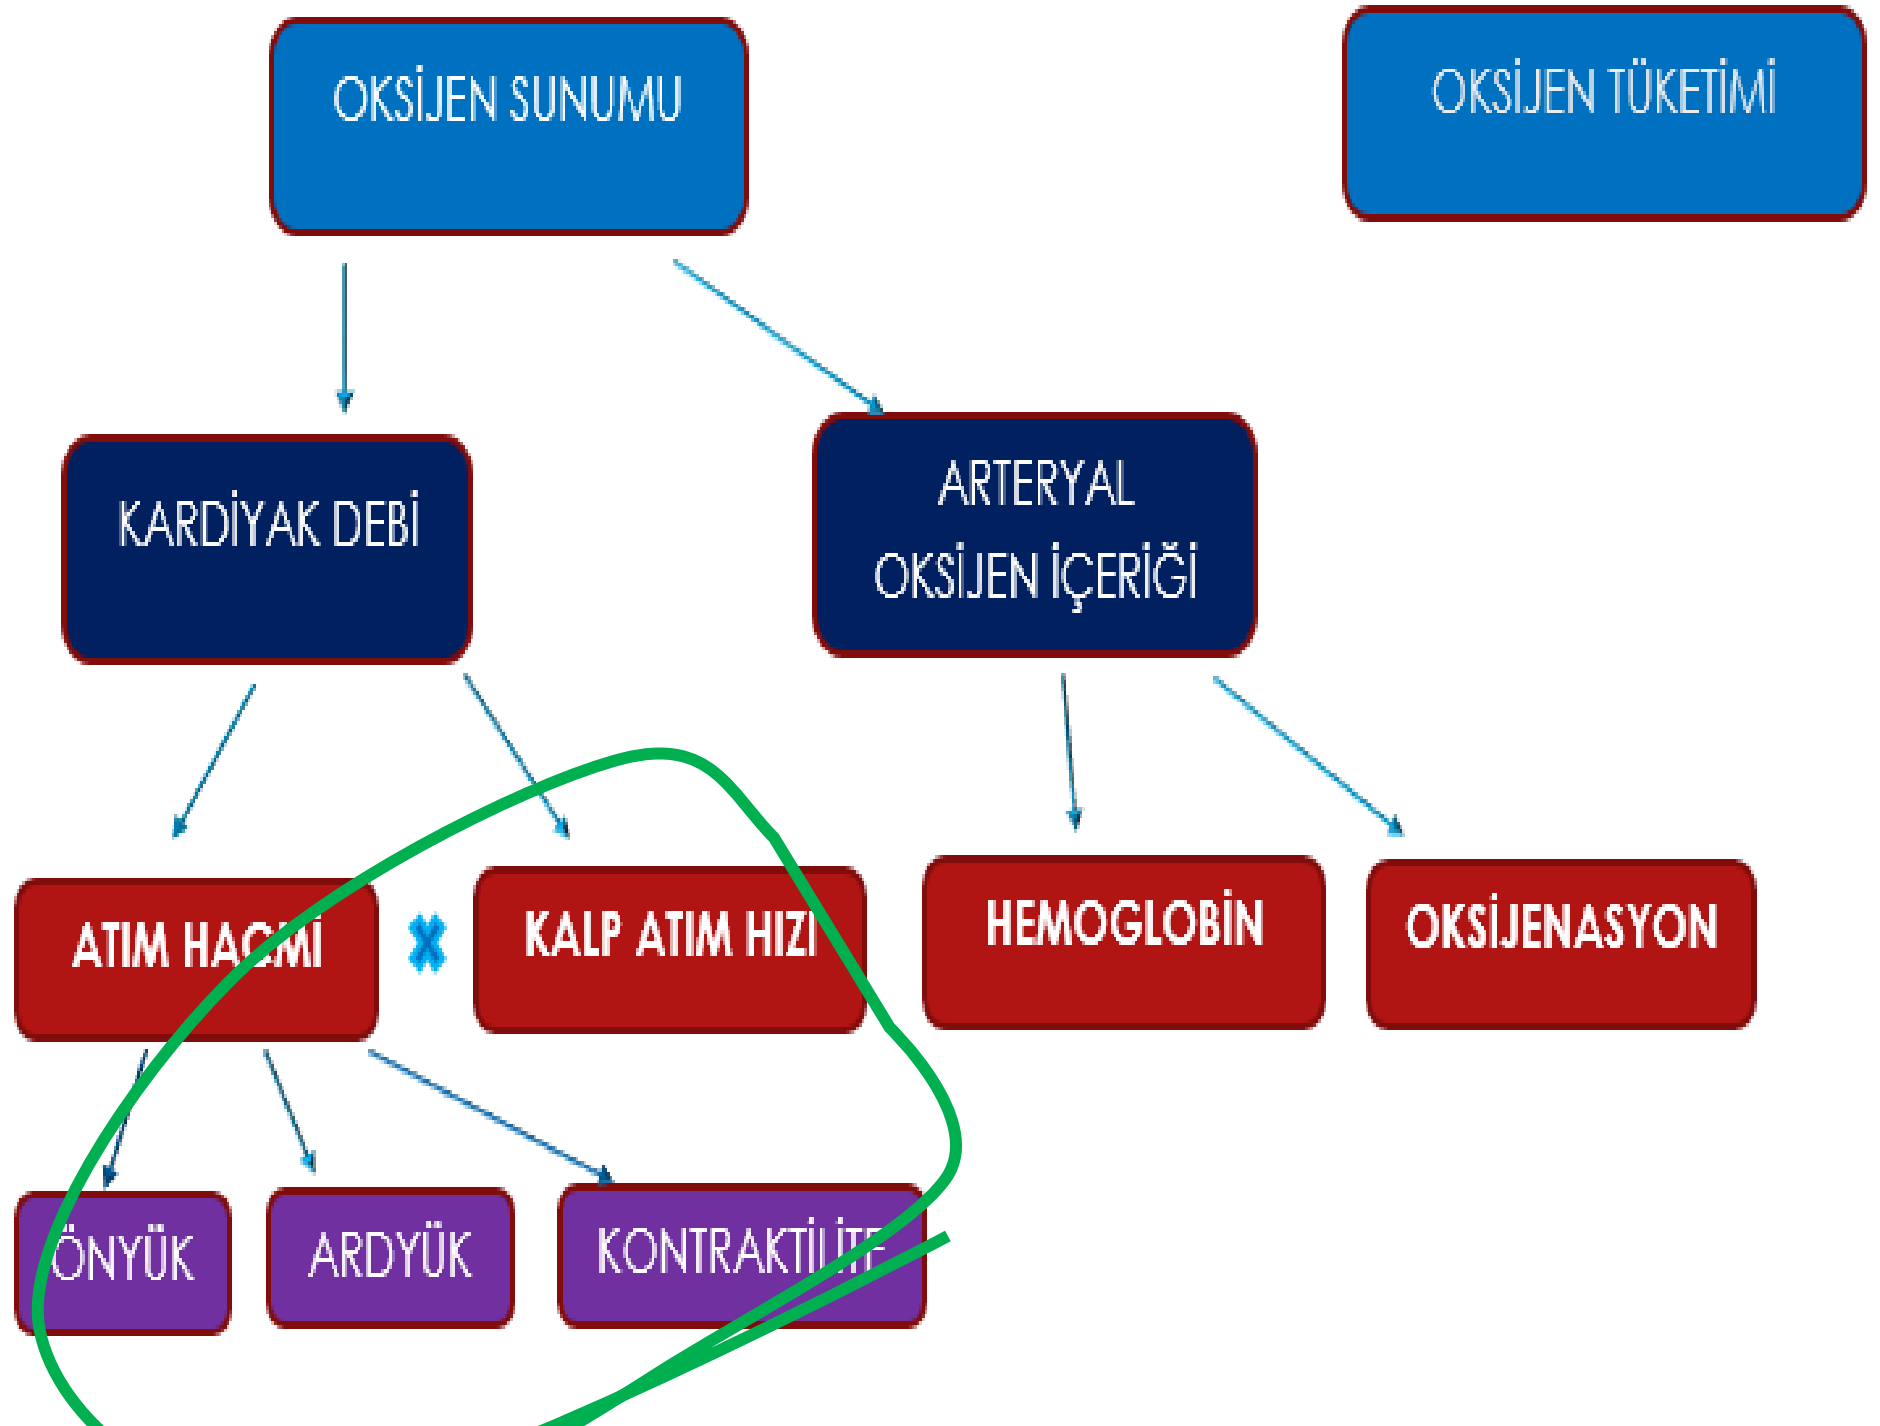 OKSİJEN SUNUMU
OKSİJEN TÜKETİMİ
KARDİYAK DEBİ
ARTERYAL
OKSİJEN İÇERİĞİ
ATIM HACMİ
x
KALP ATIM HIZI
HEMOGLOBİN
OKSİJENASYON
ÖNYÜK
ARDYÜK
KONTRAKTİLİTE